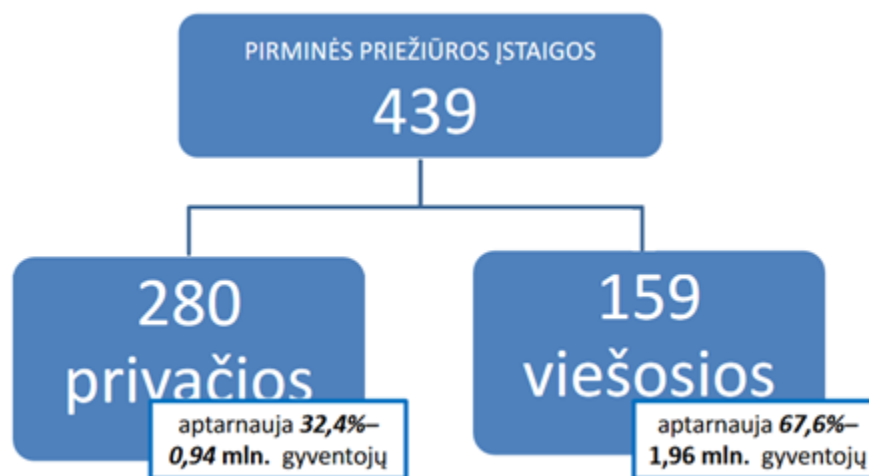 PIRMINĖS PRIEŽIŪROS ĮSTAIGOS
439
280
privačios
aptarnauja 32,4%–
0,94 mln. gyventojų
159
viešosios
aptarnauja 67,6%–
1,96 mln. gyventojų